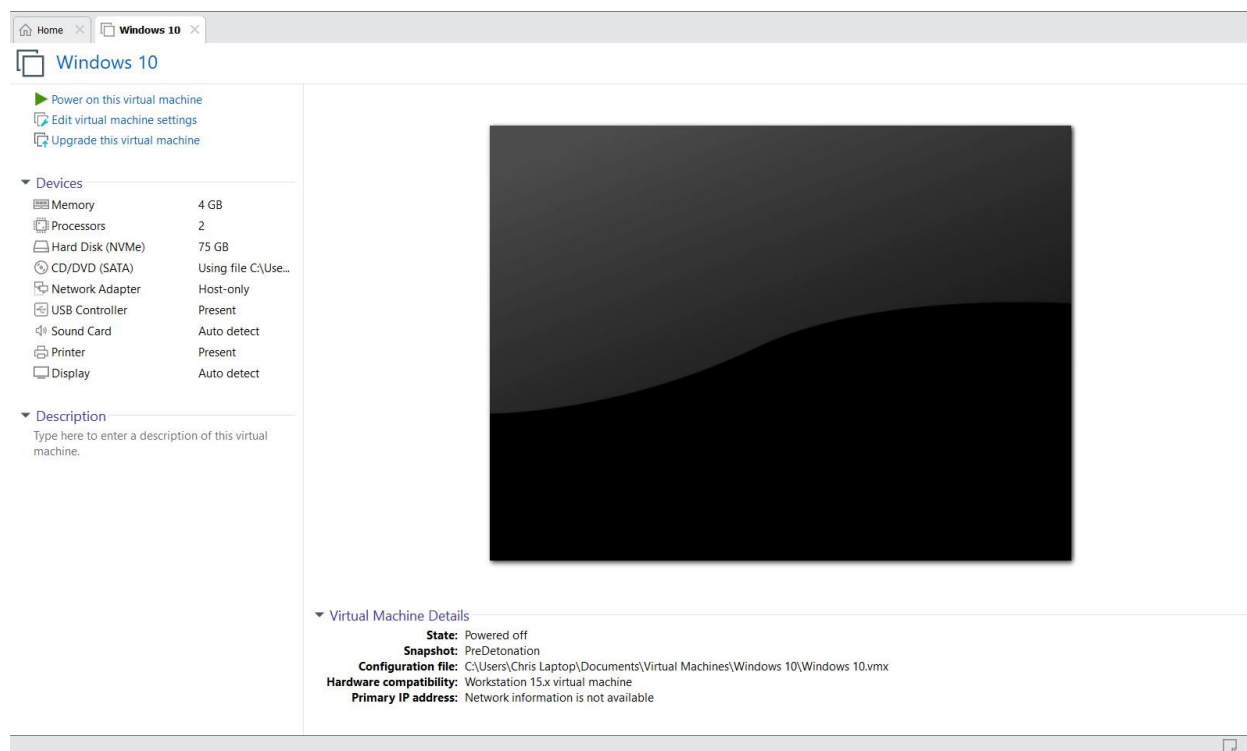 Home
Windows 10
Windows 10
Power on this virtual machine
Edit virtual machine settings
Upgrade this virtual machine
Devices
Memory 4 GB
Processors 2
Hard Disk (NVMe) 75 GB
CD/DVD (SATA) Using file C:\Use...
Network Adapter Host-only
USB Controller Present
Sound Card Auto detect
Printer Present
Display Auto detect
Description
Type here to enter a description of this virtual
machine.
Virtual Machine Details
State: Powered off
Snapshot: PreDetonation
Configuration file: C:\Users\Chris Laptop\Documents\Virtual Machines\Windows 10\Windows 10.vmx
Hardware compatibility: Workstation 15.x virtual machine
Primary IP address: Network information is not available